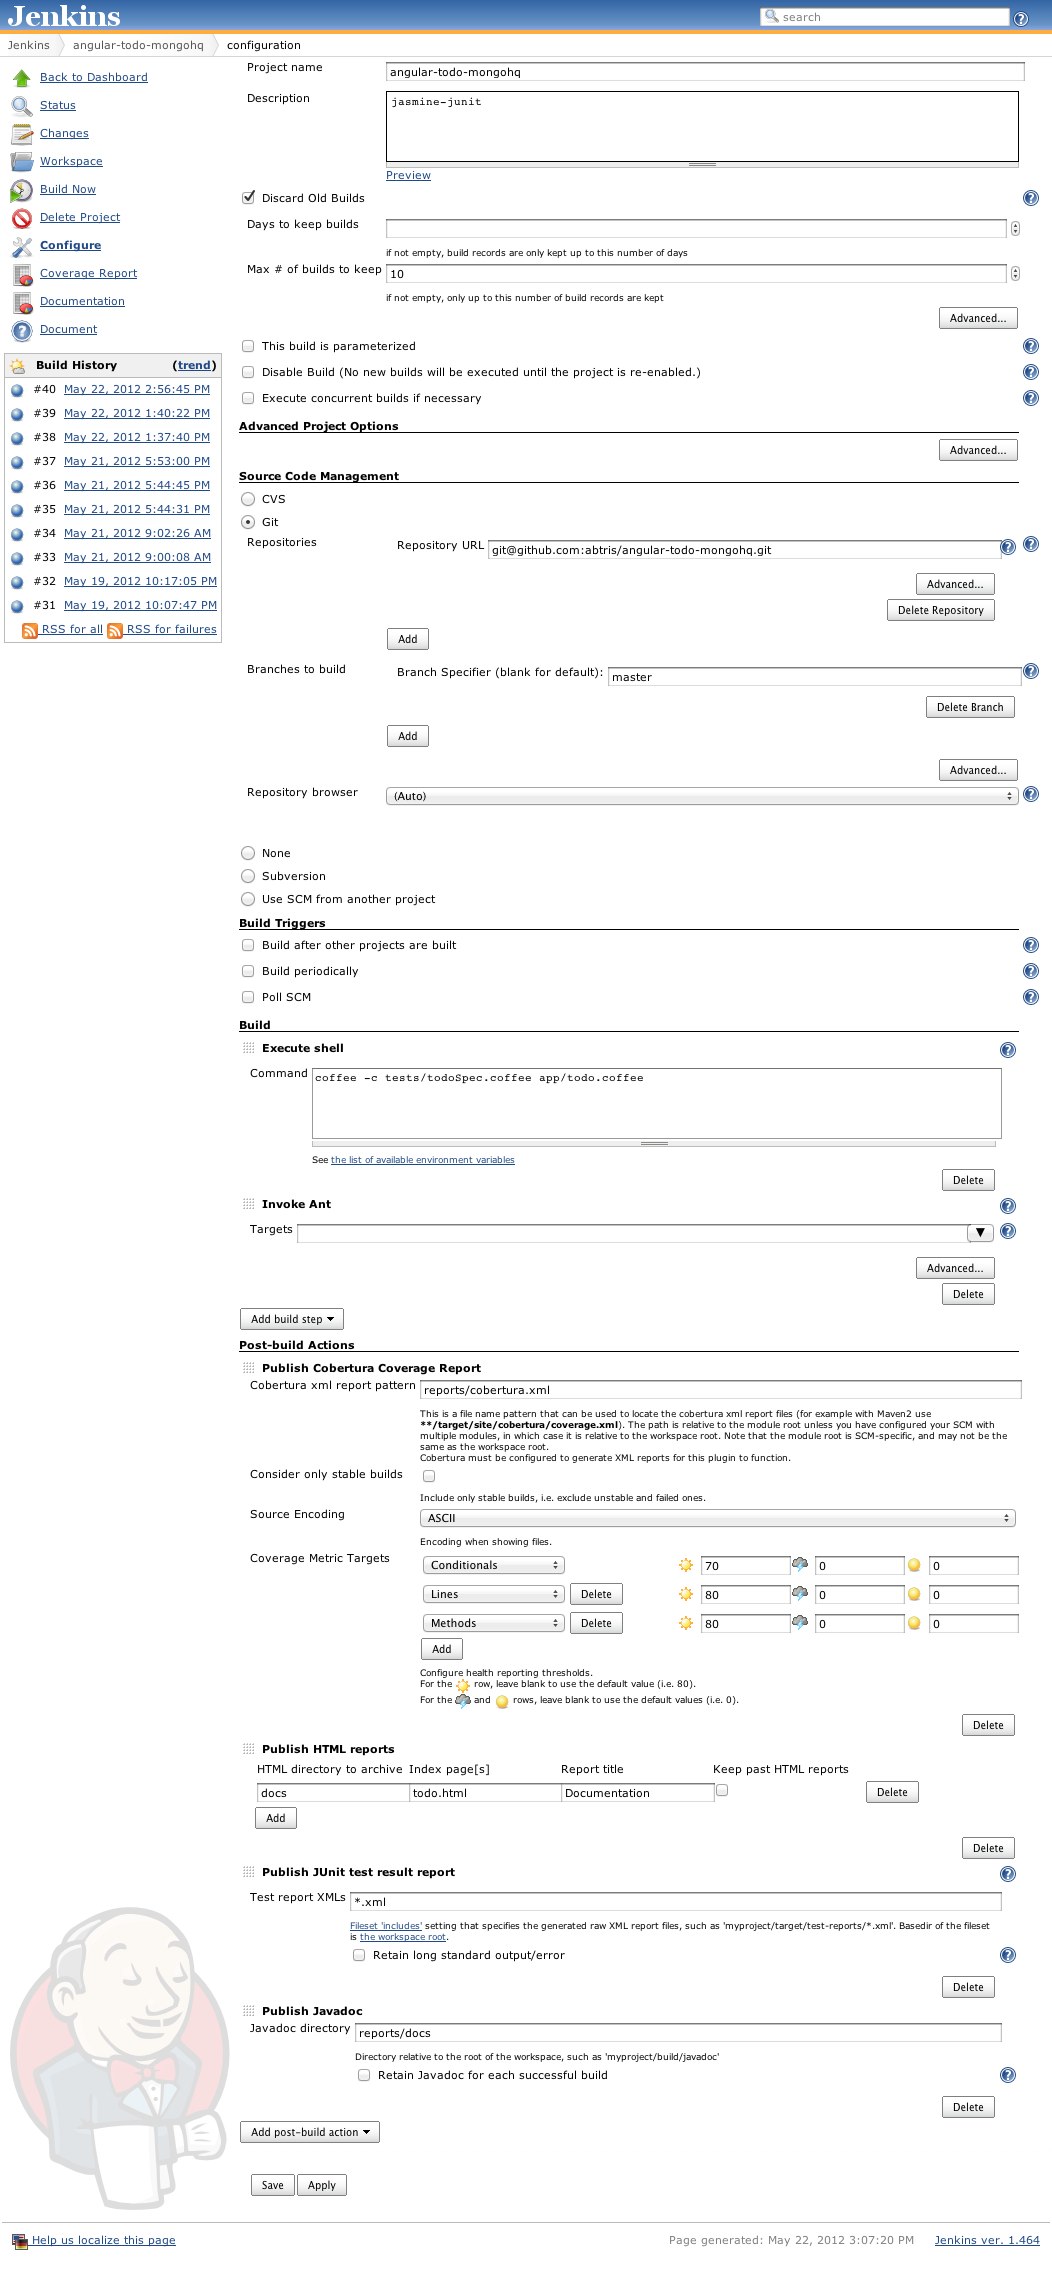 Jenkins
search
Jenkins angular-todo-mongohq configuration
Back to Dashboard
Status
Changes
Workspace
Build Now
Delete Project
Configure
Coverage Report
Documentation
Document
Build History (trend)
#40 May 22, 2012 2:56:45 PM
#39 May 22, 2012 1:40:22 PM
#38 May 22, 2012 1:37:40 PM
#37 May 21, 2012 5:53:00 PM
#36 May 21, 2012 5:44:45 PM
#35 May 21, 2012 5:44:31 PM
#34 May 21, 2012 9:02:26 AM
#33 May 21, 2012 9:00:08 AM
#32 May 19, 2012 10:17:05 PM
#31 May 19, 2012 10:07:47 PM
RSS for all RSS for failures
Project name angular-todo-mongohq
Description jasmine-junit
Preview
Discard Old Builds
Days to keep builds
if not empty, build records are only kept up to this number of days
Max # of builds to keep 10
if not empty, only up to this number of build records are kept
Advanced...
This build is parameterized
Disable Build (No new builds will be executed until the project is re-enabled.)
Execute concurrent builds if necessary
Advanced Project Options
Advanced...
Source Code Management
CVS
Git
Repositories Repository URL git@github.com:abtris/angular-todo-mongohq.git
Advanced...
Delete Repository
Add
Branches to build Branch Specifier (blank for default): master
Delete Branch
Add
Advanced...
Repository browser (Auto)
None
Subversion
Use SCM from another project
Build Triggers
Build after other projects are built
Build periodically
Poll SCM
Build
Execute shell
Command coffee -c tests/todoSpec.coffee app/todo.coffee
See the list of available environment variables
Delete
Invoke Ant
Targets
Advanced...
Delete
Add build step
Post-build Actions
Publish Cobertura Coverage Report
Cobertura xml report pattern reports/cobertura.xml
This is a file name pattern that can be used to locate the cobertura xml report files (for example with Maven2 use
**/target/site/cobertura/coverage.xml). The path is relative to the module root unless you have configured your SCM with
multiple modules, in which case it is relative to the workspace root. Note that the module root is SCM-specific, and may not be the
same as the workspace root.
Cobertura must be configured to generate XML reports for this plugin to function.
Consider only stable builds
Include only stable builds, i.e. exclude unstable and failed ones.
Source Encoding ASCII
Encoding when showing files.
Coverage Metric Targets Conditionals 70 0 0
Lines Delete 80 0 0
Methods Delete 80 0 0
Add
Configure health reporting thresholds.
For the row, leave blank to use the default value (i.e. 80).
For the and rows, leave blank to use the default values (i.e. 0).
Delete
Publish HTML reports
HTML directory to archive Index page[s] Report title Keep past HTML reports
docs todo.html Documentation Delete
Add
Delete
Publish JUnit test result report
Test report XMLs *.xml
Fileset 'includes' setting that specifies the generated raw XML report files, such as 'myproject/target/test-reports/*.xml'. Basedir of the fileset
is the workspace root.
Retain long standard output/error
Delete
Publish Javadoc
Javadoc directory reports/docs
Directory relative to the root of the workspace, such as 'myproject/build/javadoc'
Retain Javadoc for each successful build
Delete
Add post-build action
Save Apply
Help us localize this page Page generated: May 22, 2012 3:07:20 PM Jenkins ver. 1.464